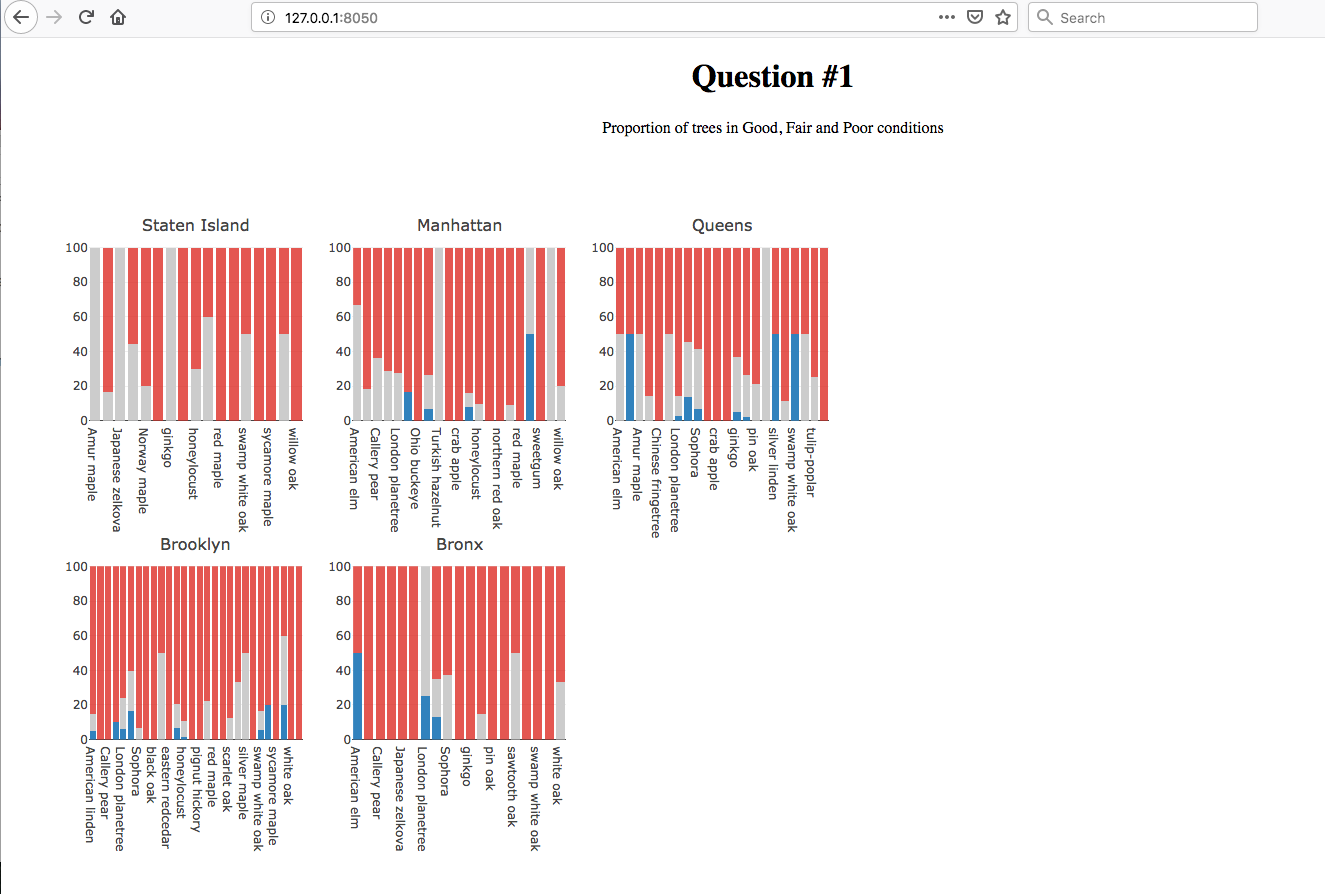 127.0.0.1:8050
Search
Question #1
Proportion of trees in Good, Fair and Poor conditions
Staten Island
100
80
60
40
20
0
Amur maple
Japanese zelkova
Norway maple
ginkgo
honeylocust
red maple
swamp white oak
sycamore maple
willow oak
Manhattan
100
80
60
40
20
0
American elm
Callery pear
London planetree
Ohio buckeye
Turkish hazelnut
crab apple
honeylocust
northern red oak
red maple
sweetgum
willow oak
Queens
100
80
60
40
20
0
American elm
Amur maple
Chinese fringetree
London planetree
Sophora
crab apple
ginkgo
pin oak
silver linden
swamp white oak
tulip-poplar
Brooklyn
100
80
60
40
20
0
American linden
Callery pear
London planetree
Sophora
black oak
eastern redcedar
honeylocust
pignut hickory
red maple
scarlet oak
silver maple
swamp white oak
sycamore maple
white oak
Bronx
100
80
60
40
20
0
American elm
Callery pear
Japanese zelkova
London planetree
Sophora
ginkgo
pin oak
sawtooth oak
swamp white oak
white oak